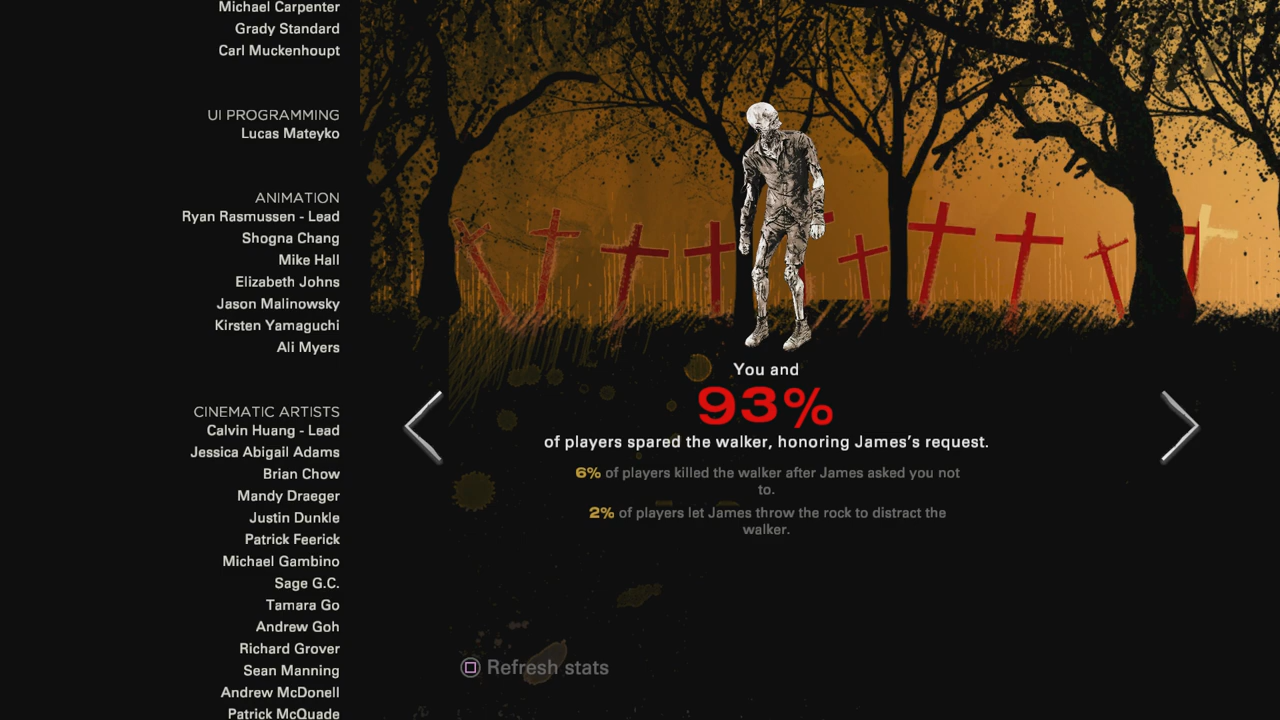 Michael Carpenter
Grady Standard
Carl Muckenhoupt
UI PROGRAMMING
Lucas Mateyko
ANIMATION
Ryan Rasmussen - Lead
Shogna Chang
Mike Hall
Elizabeth Johns
Jason Malinowsky
Kirsten Yamaguchi
Ali Myers
CINEMATIC ARTISTS
Calvin Huang - Lead
Jessica Abigail Adams
Brian Chow
Mandy Draeger
Justin Dunkle
Patrick Feerick
Michael Gambino
Sage G.C.
Tamara Go
Andrew Goh
Richard Grover
Sean Manning
Andrew McDonell
Patrick McQuade
You and
93%
of players spared the walker, honoring James's request.
6% of players killed the walker after James asked you not
to.
2% of players let James throw the rock to distract the
walker.
Refresh stats